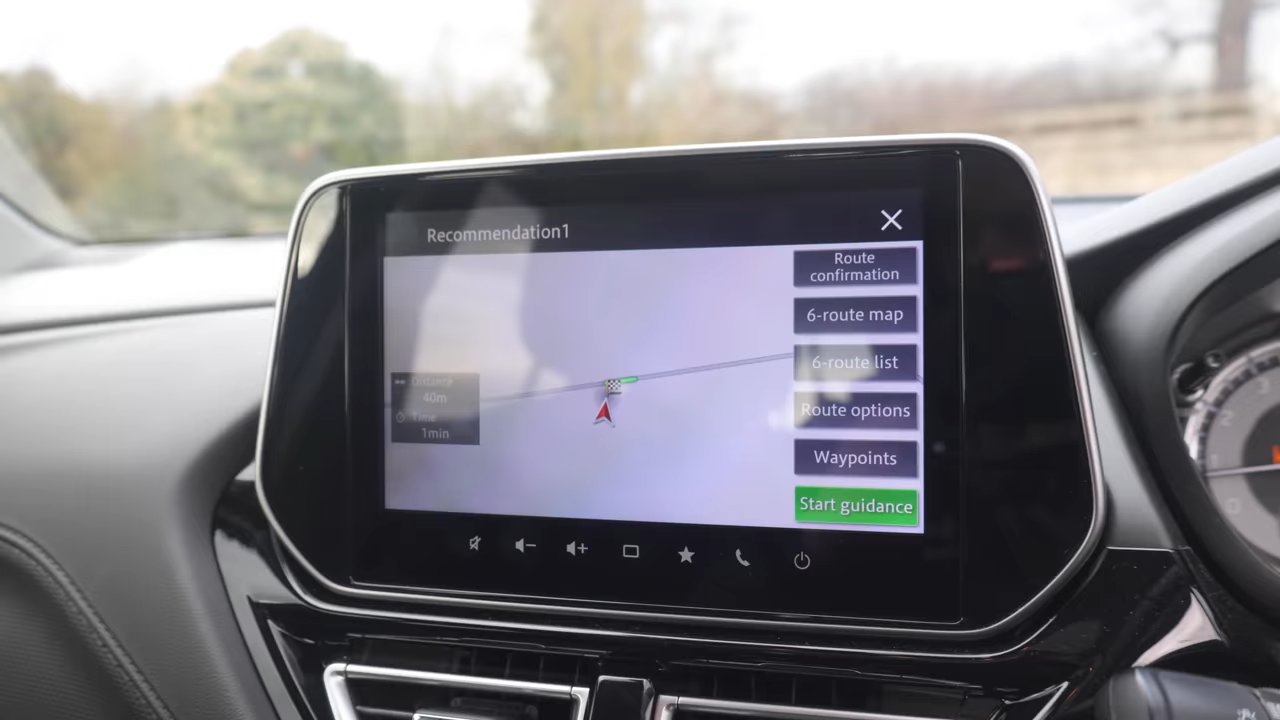 Recommendation1
Route
confirmation
6-route map
6-route list
Distance
40m
Time
1min
Route options
Waypoints
Start guidance